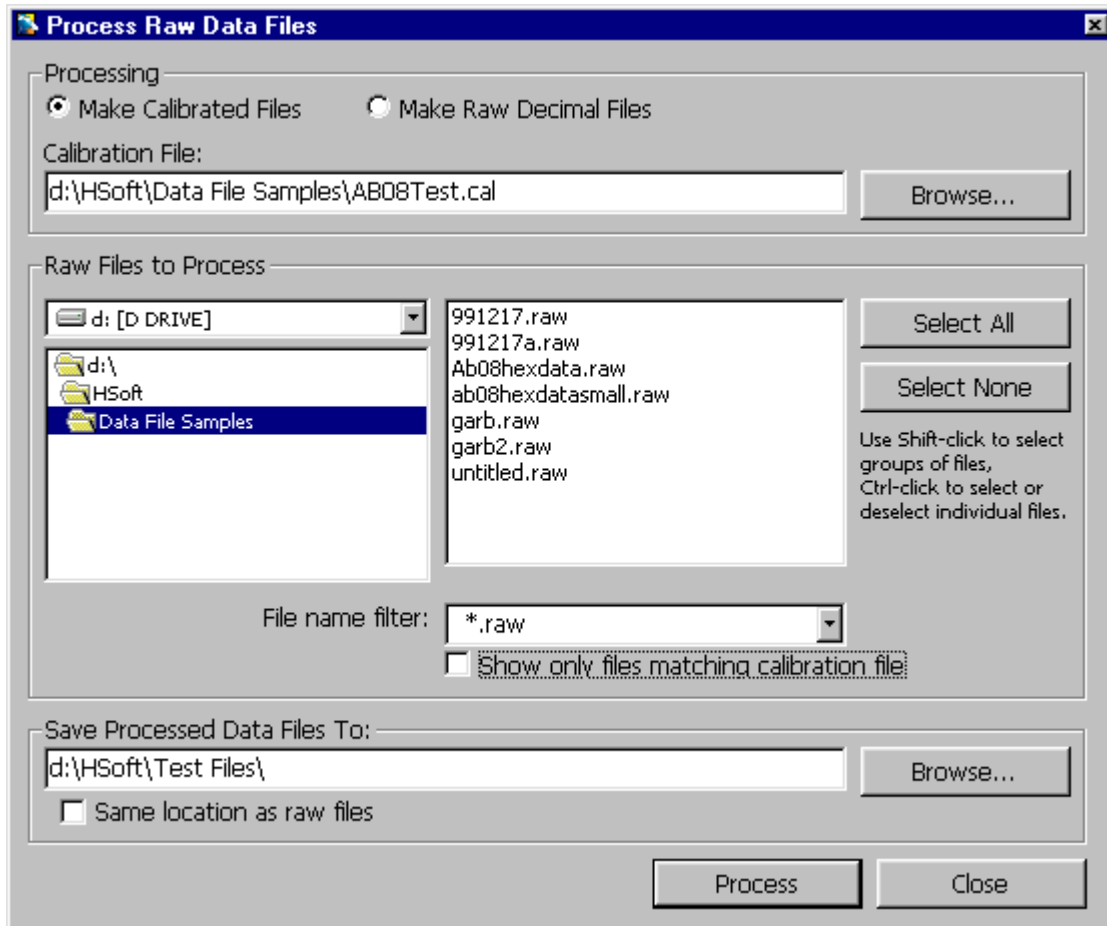 Process Raw Data Files
Processing
Make Calibrated Files
Make Raw Decimal Files
Calibration File:
d:\HSoft\Data File Samples\AB08Test.cal
Browse...
Raw Files to Process
d: [D DRIVE]
d:\
HSoft
Data File Samples
991217.raw
991217a.raw
Ab08hexdata.raw
ab08hexdatasmall.raw
garb.raw
garb2.raw
untitled.raw
Select All
Select None
Use Shift-click to select
groups of files,
Ctrl-click to select or
deselect individual files.
File name filter:
*.raw
Show only files matching calibration file
Save Processed Data Files To:
d:\HSoft\Test Files\
Browse...
Same location as raw files
Process
Close